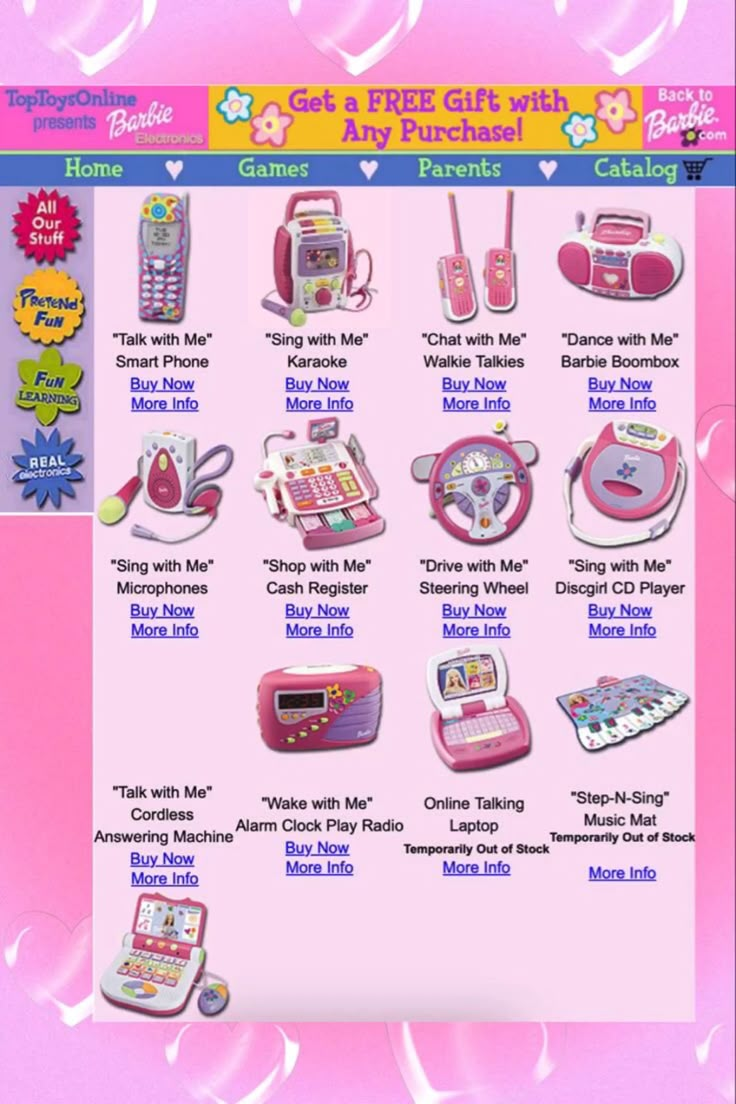 TopToysOnline
presents Barbie
Electronics
Get a FREE Gift with
Any Purchase!
Back to
Barbie
.com
Home
Games
Parents
Catalog
All
Our
Stuff
PRETEND
FUN
FUN
LEARNING
REAL
electronics
"Talk with Me"
Smart Phone
Buy Now
More Info
"Sing with Me"
Karaoke
Buy Now
More Info
"Chat with Me"
Walkie Talkies
Buy Now
More Info
"Dance with Me"
Barbie Boombox
Buy Now
More Info
"Sing with Me"
Microphones
Buy Now
More Info
"Shop with Me"
Cash Register
Buy Now
More Info
"Drive with Me"
Steering Wheel
Buy Now
More Info
"Sing with Me"
Discgirl CD Player
Buy Now
More Info
"Talk with Me"
Cordless
Answering Machine
Buy Now
More Info
"Wake with Me"
Alarm Clock Play Radio
Buy Now
More Info
Online Talking
Laptop
Temporarily Out of Stock
More Info
"Step-N-Sing"
Music Mat
Temporarily Out of Stock
More Info